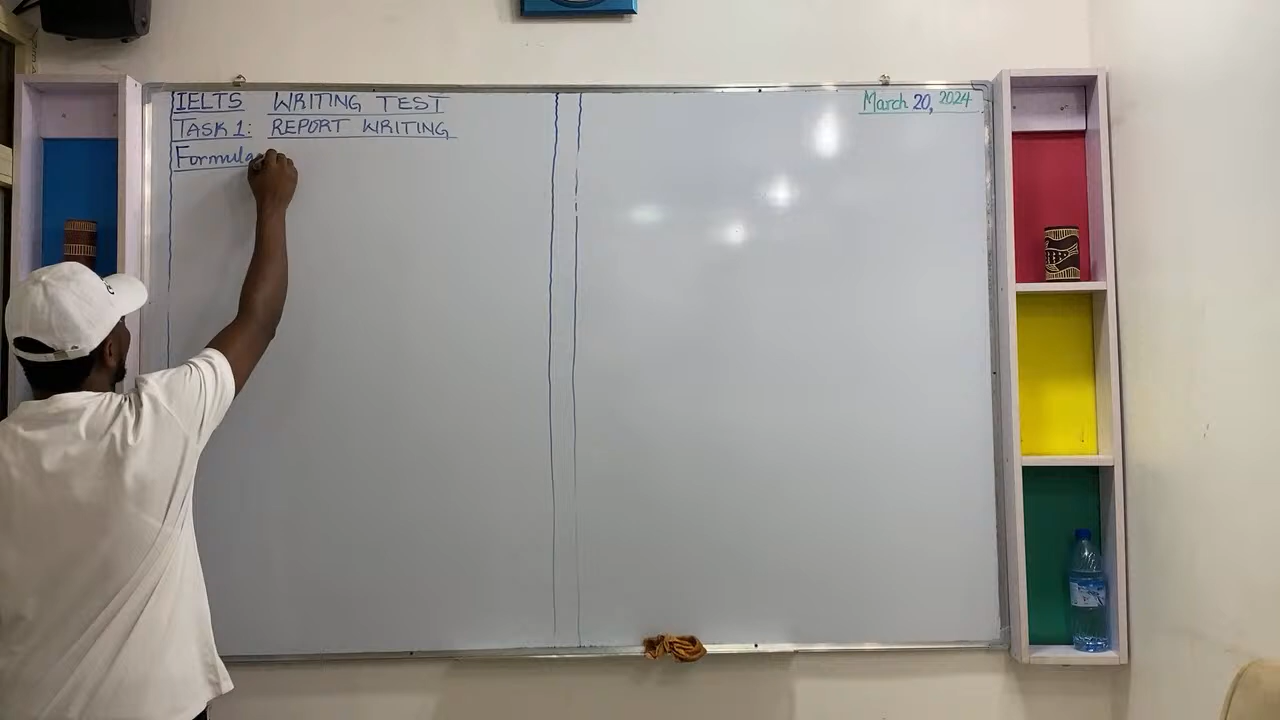 IELTS WRITING TEST
TASK 1: REPORT WRITING
Formula
March 20, 2024